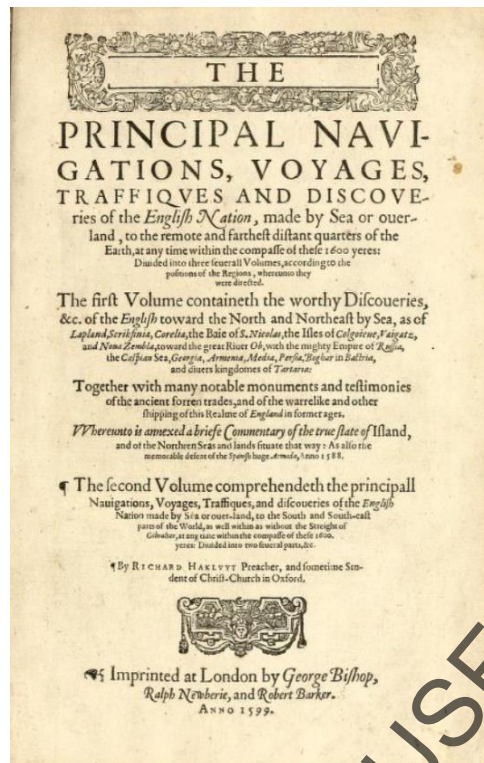 THE
PRINCIPAL NAVI-
GATIONS, VOYAGES,
TRAFFIQVES AND DISCOVE-
ries of the Engliſh Nation, made by Sea or ouer-
land, to the remote and fartheſt diſtant quarters of the
Earth, at any time within the compaſſe of theſe 1600 yeres:
Diuided into three ſeuerall Volumes, according to the
poſitions of the Regions, whereunto they
were directed.
The firſt Volume containeth the worthy Diſcoueries,
&c. of the Engliſh toward the North and Northeaſt by Sea, as of
Lapland, Scrikfinia, Corelia, the Baie of S. Nicolas, the Iſles of Colgoieue, Vaigatz,
and Noua Zembla, toward the great Riuer Ob, with the mighty Empire of Ruſſia,
the Caſpian Sea, Georgia, Armenia, Media, Perſia, Boghar in Bactria,
and diuers kingdomes of Tartaria:
Together with many notable monuments and teſtimonies
of the ancient forren trades, and of the warrelike and other
ſhipping of this Realme of England in former ages.
VVhereunto is annexed a briefe Commentary of the true ſtate of Iſland,
and of the Northren Seas and lands ſituate that way: As alſo the
memorable defeat of the Spaniſh huge Armada, Anno 1588.
¶ The ſecond Volume comprehendeth the principall
Nauigations, Voyages, Traffiques, and diſcoueries of the Engliſh
Nation made by Sea or ouer-land, to the South and South-eaſt
parts of the World, as well within as without the Streight of
Gibralter, at any time within the compaſſe of theſe 1600.
yeres: Diuided into two ſeuerall parts, &c.
¶ By RICHARD HAKLVYT Preacher, and ſometime Stu-
dent of Chriſt-Church in Oxford.
Imprinted at London by George Biſhop,
Ralph Newberie, and Robert Barker.
ANNO 1599.
USE